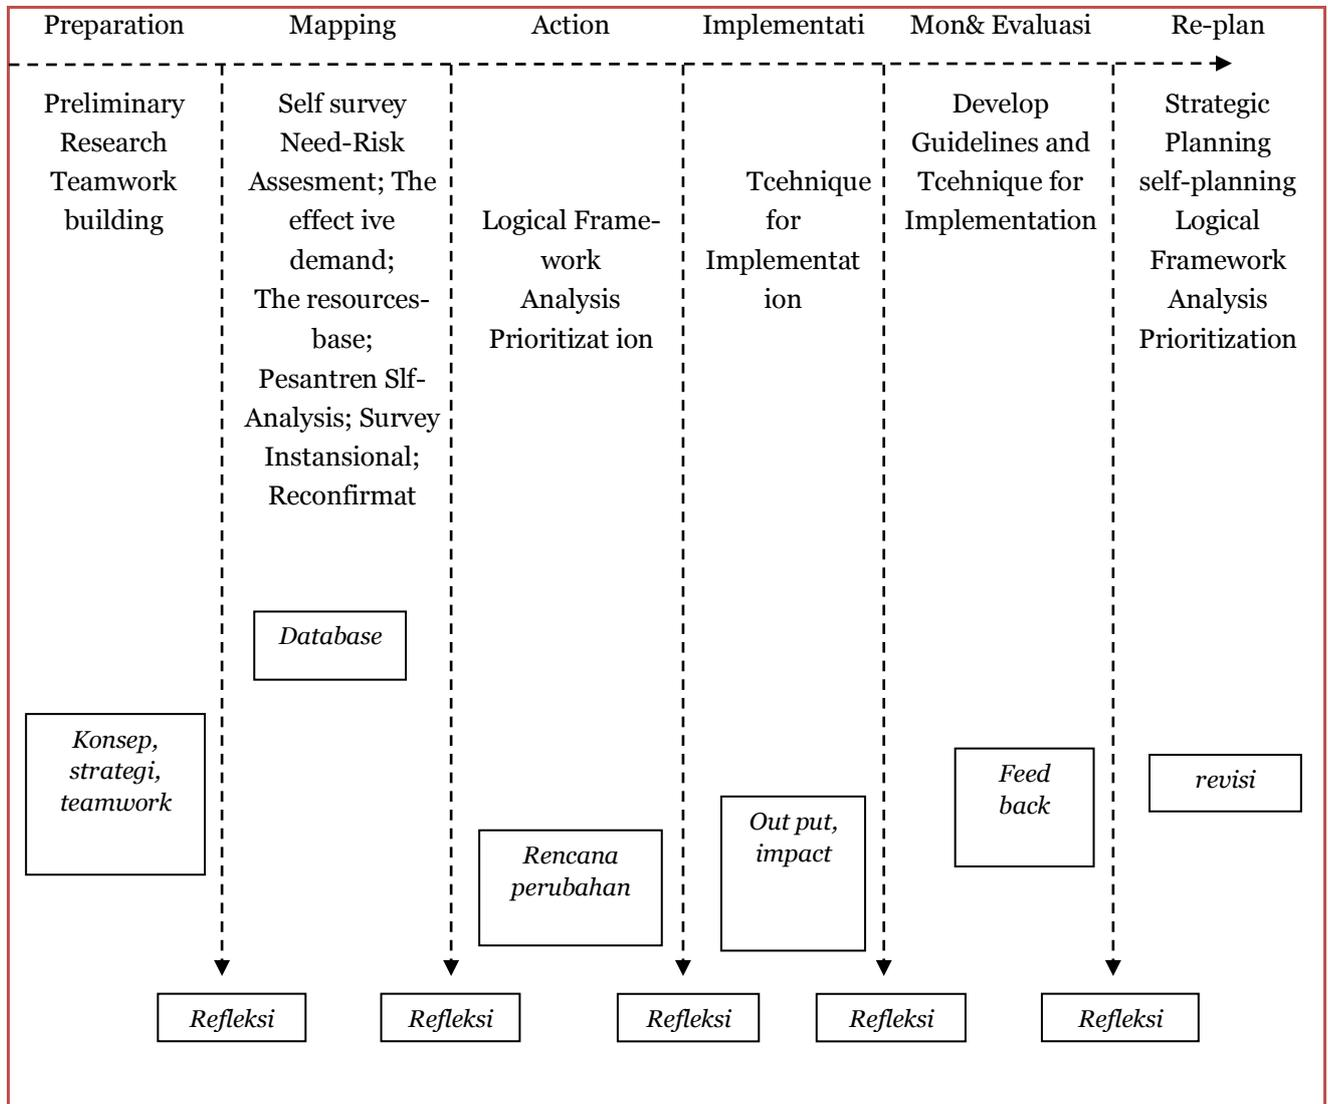 Preparation
Mapping
Action
Implementati
Mon& Evaluasi
Re-plan
Preliminary
Research
Teamwork
building
Self survey
Need-Risk
Assesment; The
effect ive
demand;
The resources-
base;
Pesantren Slf-
Analysis; Survey
Instansional;
Reconfirmat
Logical Frame-
work
Analysis
Prioritizat ion
Tcehnique
for
Implementat
ion
Develop
Guidelines and
Tcehnique for
Implementation
Strategic
Planning
self-planning
Logical
Framework
Analysis
Prioritization
Database
Konsep,
strategi,
teamwork
Rencana
perubahan
Out put,
impact
Feed
back
revisi
Refleksi
Refleksi
Refleksi
Refleksi
Refleksi